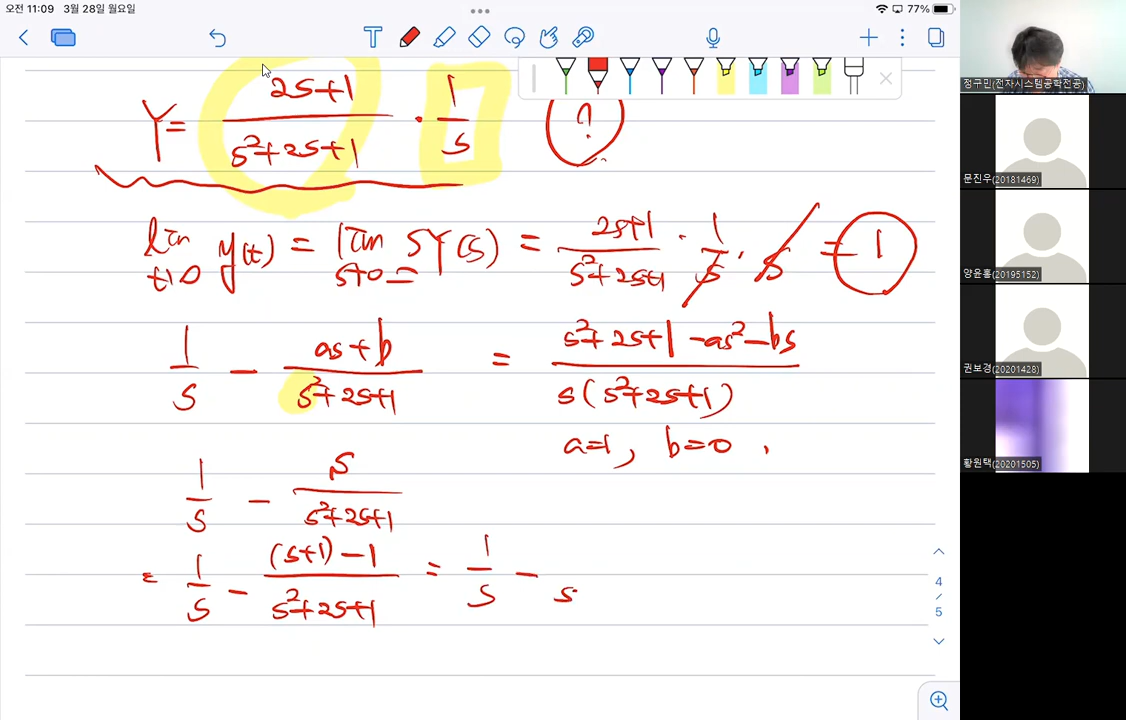 오전 11:09 3월 28일 월요일
77%
T
Y= (2s+1)/(s²+2s+1) · 1/s ?
lim t→∞ y(t) = lim s→0 sY(s) = (2s+1)/(s²+2s+1) · 1/s · s = 1
1/s − (as+b)/(s²+2s+1) = (s²+2s+1−as²−bs)/(s(s²+2s+1))
a=1, b=0,
1/s − s/(s²+2s+1)
= 1/s − ((s+1)−1)/(s²+2s+1) = 1/s − s
4
/
5
정구민(전자시스템공학전공)
문진우(20181469)
양윤홍(20195152)
권보경(20201428)
황원택(20201505)